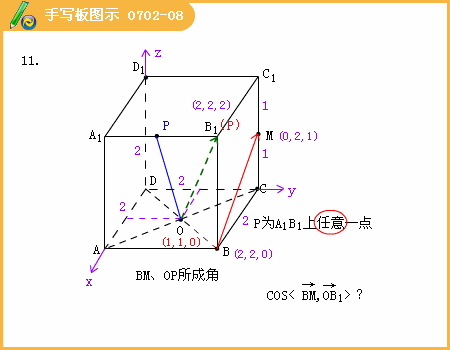 手写板图示 0702-08
11.
z
D1
C1
(2,2,2)
1
A1
P
B1(P)
M (0,2,1)
2
1
D
2
C
y
2
O
(1,1,0)
2
P为A1B1上任意一点
A
B
(2,2,0)
x
BM、OP所成角
COS< BM,OB1> ?